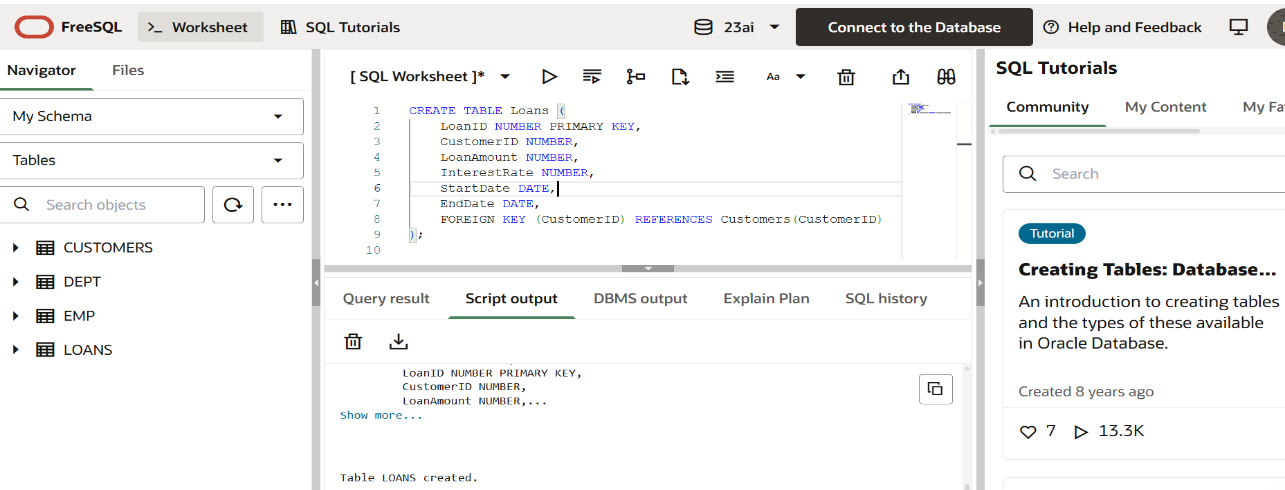 FreeSQL
>_ Worksheet
SQL Tutorials
23ai
Connect to the Database
Help and Feedback
Navigator
Files
My Schema
Tables
Search objects
CUSTOMERS
DEPT
EMP
LOANS
[ SQL Worksheet ]*
Aa
1 CREATE TABLE Loans (
2 LoanID NUMBER PRIMARY KEY,
3 CustomerID NUMBER,
4 LoanAmount NUMBER,
5 InterestRate NUMBER,
6 StartDate DATE,
7 EndDate DATE,
8 FOREIGN KEY (CustomerID) REFERENCES Customers(CustomerID)
9 );
10
Query result
Script output
DBMS output
Explain Plan
SQL history
LoanID NUMBER PRIMARY KEY,
CustomerID NUMBER,
LoanAmount NUMBER,...
Show more...
Table LOANS created.
SQL Tutorials
Community
My Content
My Fa
Search
Tutorial
Creating Tables: Database...
An introduction to creating tables
and the types of these available
in Oracle Database.
Created 8 years ago
7
13.3K